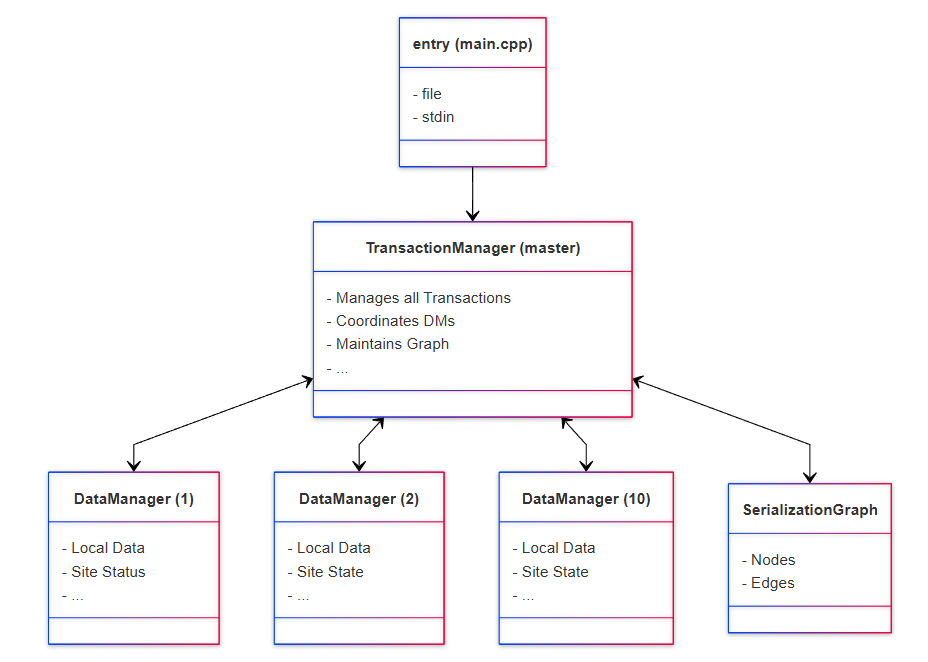 entry (main.cpp)
- file
- stdin
TransactionManager (master)
- Manages all Transactions
- Coordinates DMs
- Maintains Graph
- ...
DataManager (1)
- Local Data
- Site Status
- ...
DataManager (2)
- Local Data
- Site State
- ...
DataManager (10)
- Local Data
- Site State
- ...
SerializationGraph
- Nodes
- Edges